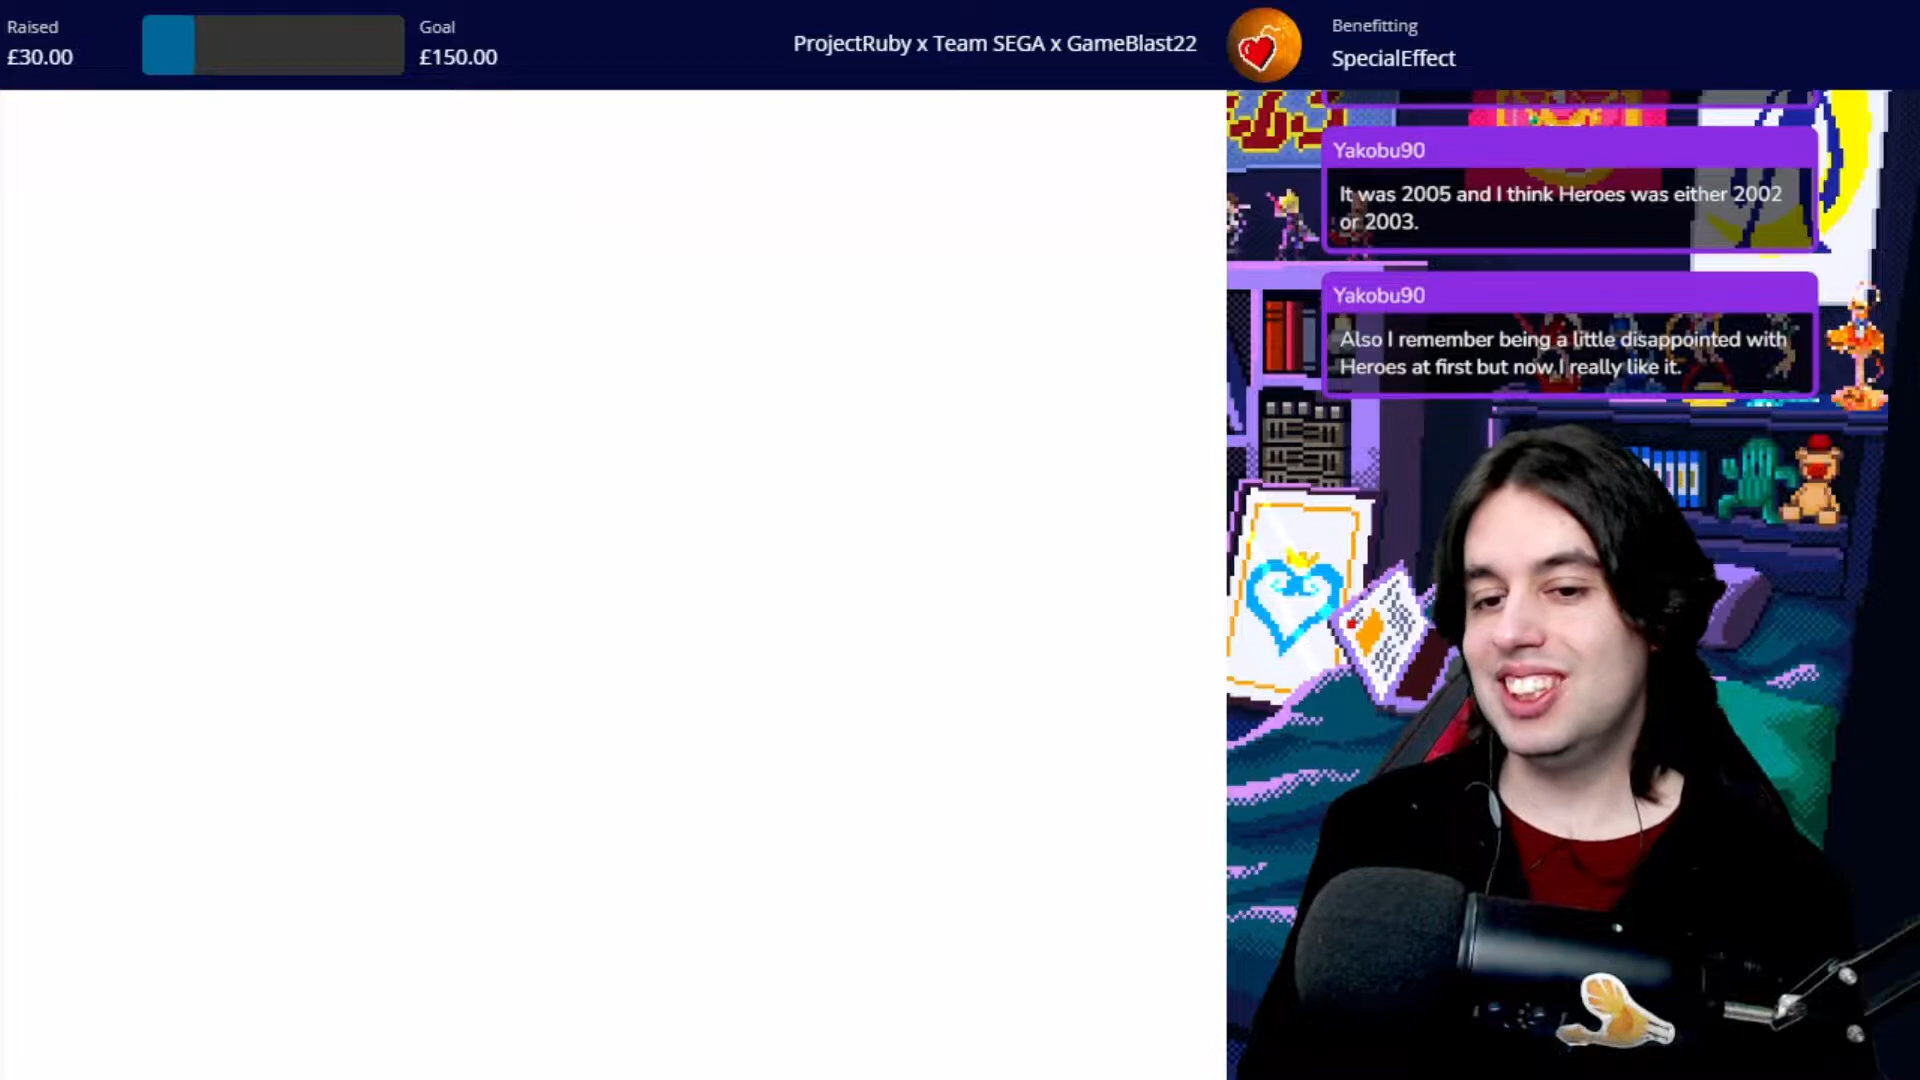 Raised
£30.00
Goal
£150.00
ProjectRuby x Team SEGA x GameBlast22
Benefitting
SpecialEffect
Yakobu90
It was 2005 and I think Heroes was either 2002
or 2003.
Yakobu90
Also I remember being a little disappointed with
Heroes at first but now I really like it.